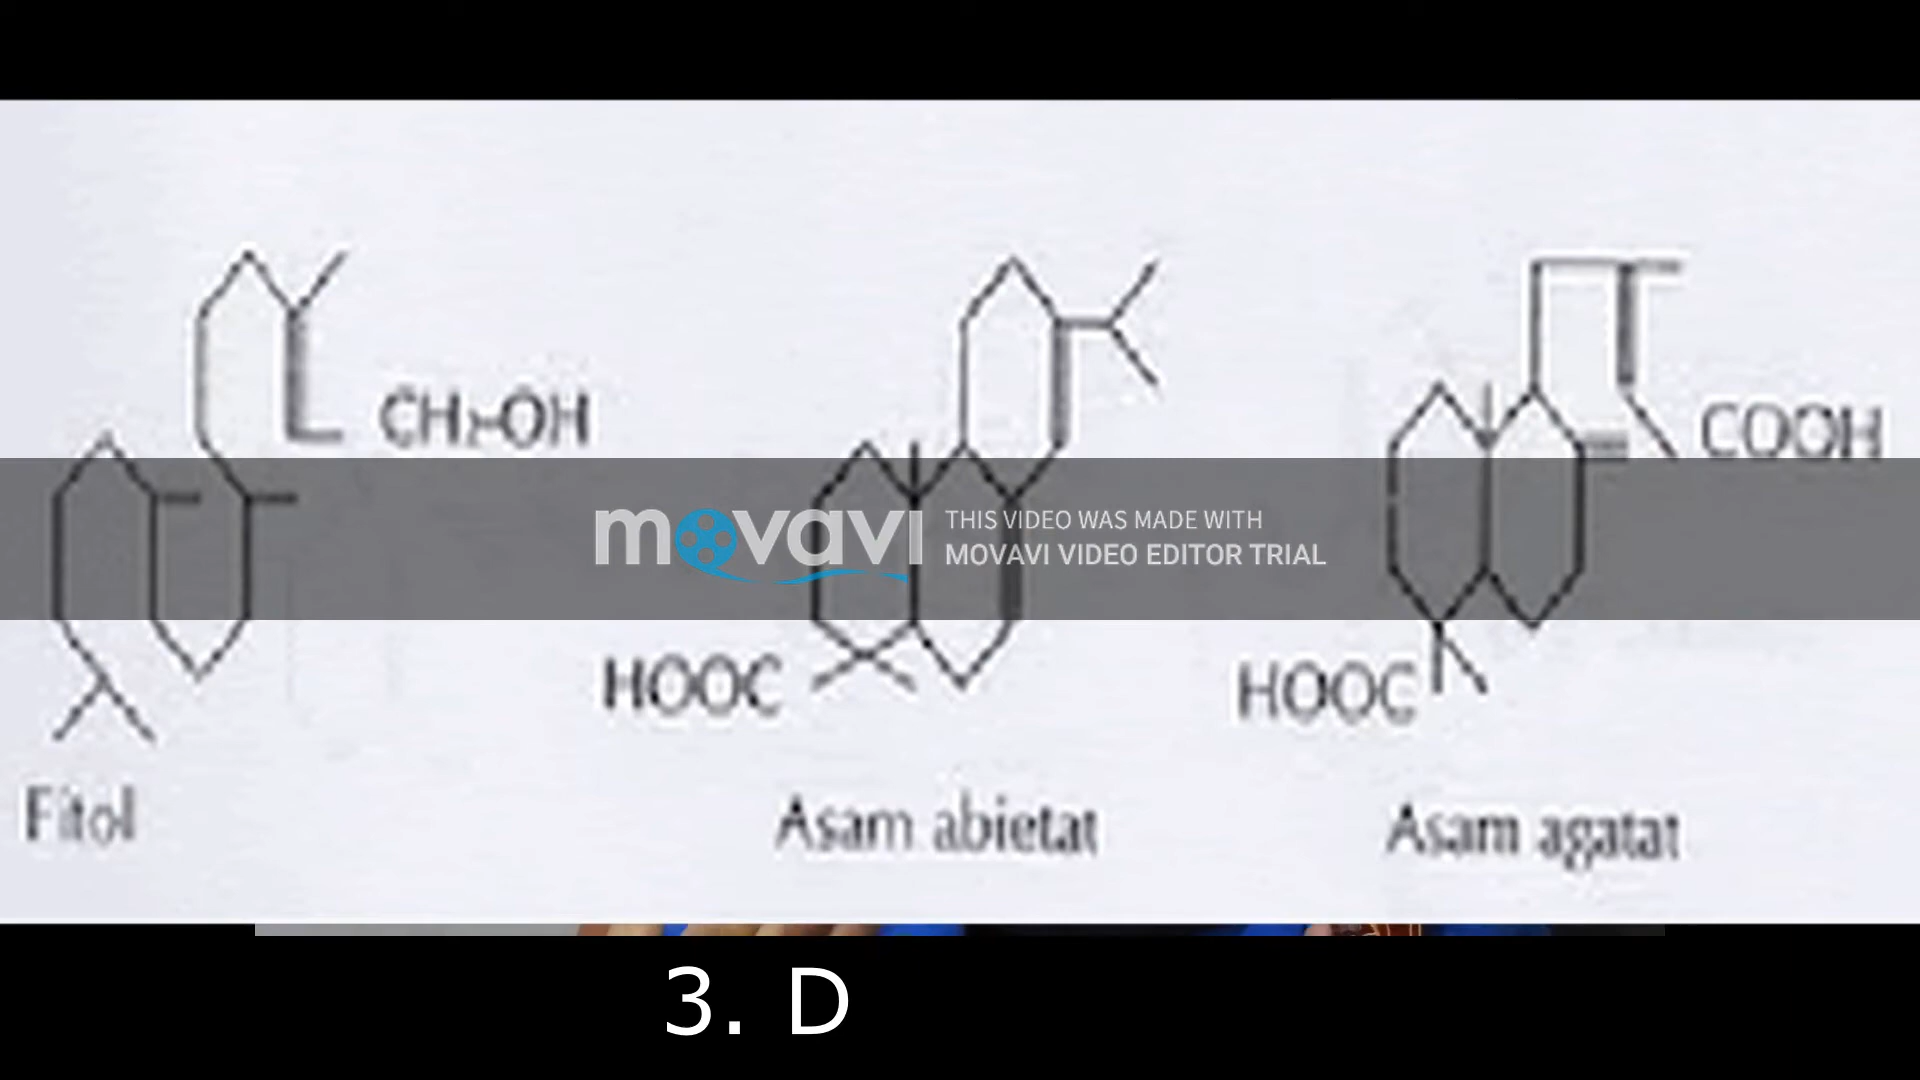 CH₂-OH
COOH
movavi
THIS VIDEO WAS MADE WITH
MOVAVI VIDEO EDITOR TRIAL
HOOC
HOOC
Fitol
Asam abietat
Asam agatat
3. D